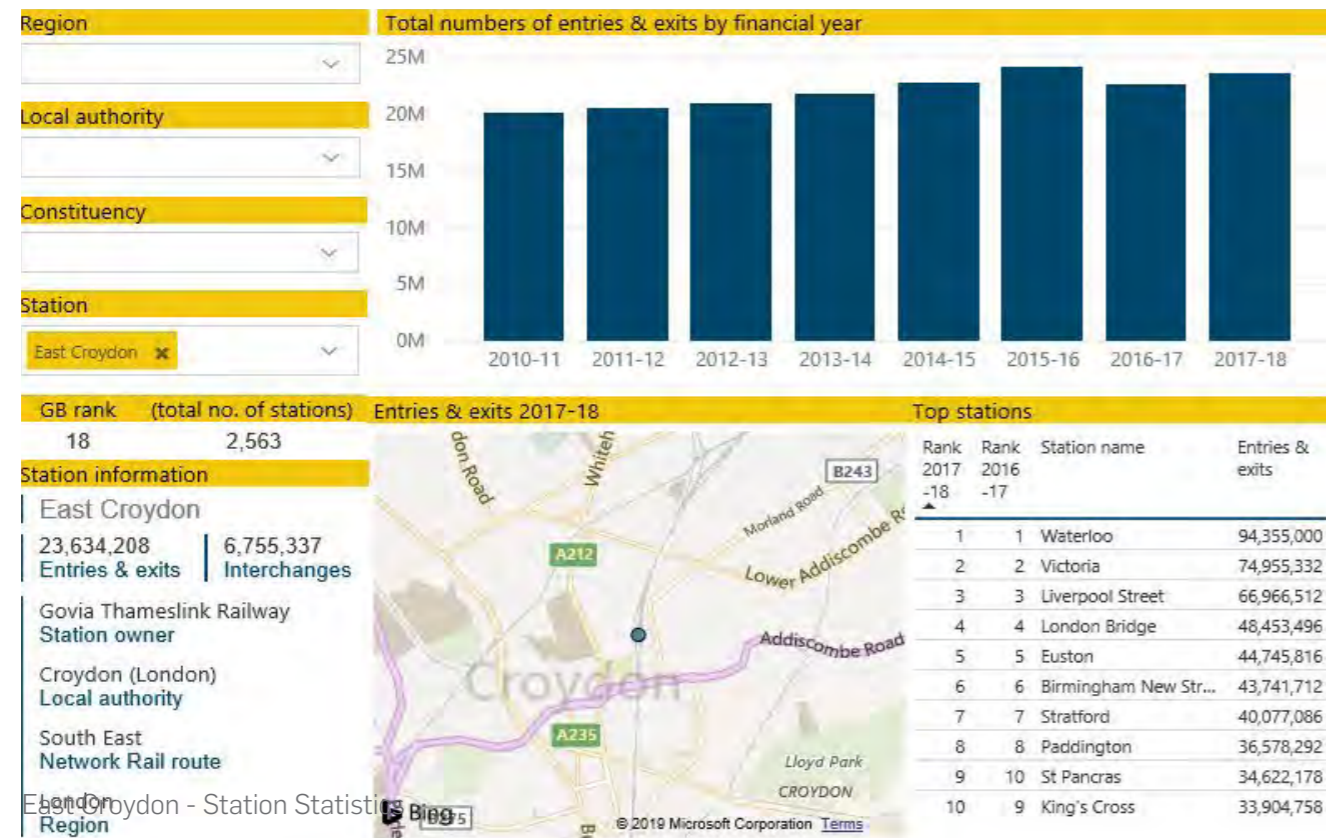 Region
Total numbers of entries & exits by financial year
25M
20M
15M
10M
5M
0M
2010-11 2011-12 2012-13 2013-14 2014-15 2015-16 2016-17 2017-18
Local authority
Constituency
Station
East Croydon ✖
GB rank (total no. of stations)
18 2,563
Station information
East Croydon
23,634,208 6,755,337
Entries & exits Interchanges
Govia Thameslink Railway
Station owner
Croydon (London)
Local authority
South East
Network Rail route
London
Region
East Croydon - Station Statistics
Entries & exits 2017-18
don Road
Whiteh
B243
Morland Road
A212
Lower Addiscombe
Addiscombe Road
Croydon
A235
Lloyd Park
CROYDON
Bing
© 2019 Microsoft Corporation Terms
Top stations
Rank 2017 -18 Rank 2016 -17 Station name Entries & exits
1 1 Waterloo 94,355,000
2 2 Victoria 74,955,332
3 3 Liverpool Street 66,966,512
4 4 London Bridge 48,453,496
5 5 Euston 44,745,816
6 6 Birmingham New Str... 43,741,712
7 7 Stratford 40,077,086
8 8 Paddington 36,578,292
9 10 St Pancras 34,622,178
10 9 King's Cross 33,904,758